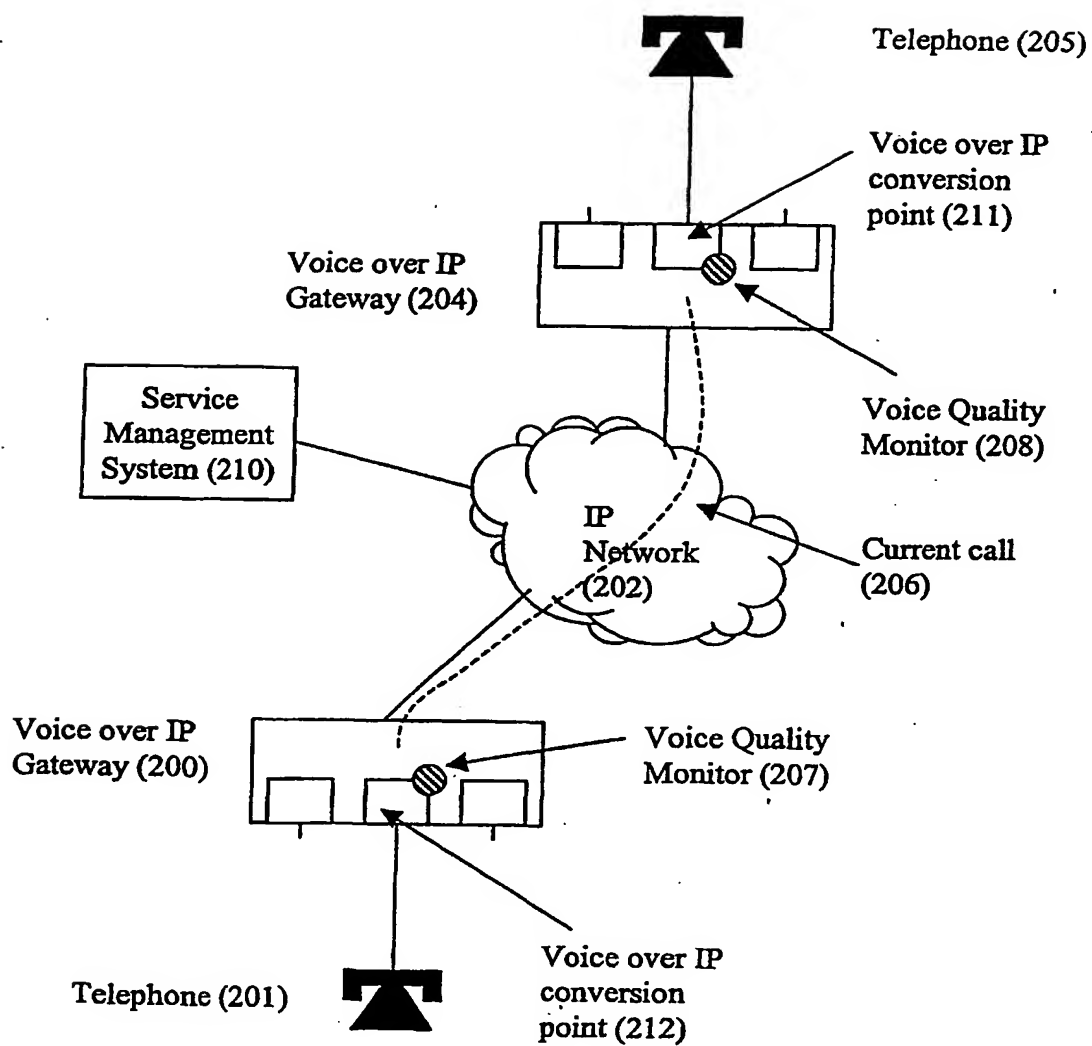 Telephone (205)
Voice over IP
conversion
point (211)
Voice over IP
Gateway (204)
Service
Management
System (210)
Voice Quality
Monitor (208)
IP
Network
(202)
Current call
(206)
Voice over IP
Gateway (200)
Voice Quality
Monitor (207)
Telephone (201)
Voice over IP
conversion
point (212)